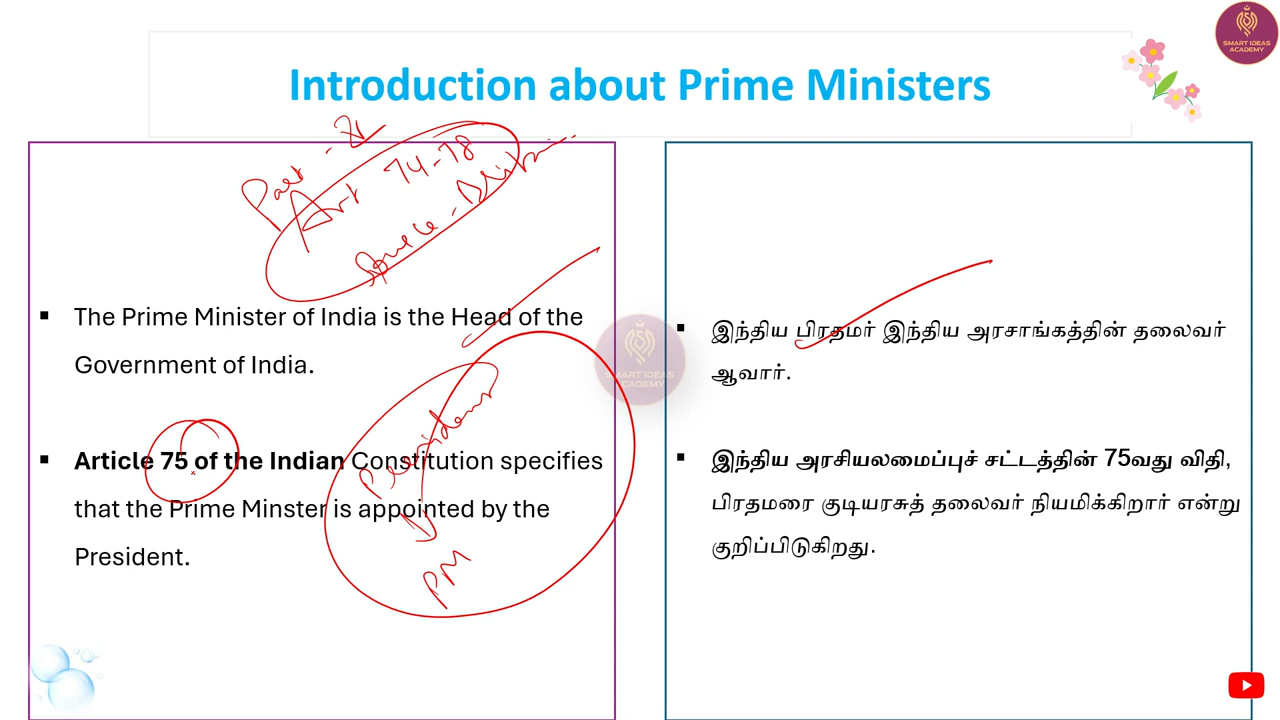 SMART IDEAS
ACADEMY
Introduction about Prime Ministers
Part -
Art 74-78
The Prime Minister of India is the Head of the
Government of India.
Article 75 of the Indian Constitution specifies
that the Prime Minster is appointed by the
President.
President
PM
இந்திய பிரதமர் இந்திய அரசாங்கத்தின் தலைவர்
ஆவார்.
இந்திய அரசியலமைப்புச் சட்டத்தின் 75வது விதி,
பிரதமரை குடியரசுத் தலைவர் நியமிக்கிறார் என்று
குறிப்பிடுகிறது.
SMART IDEAS
ACADEMY